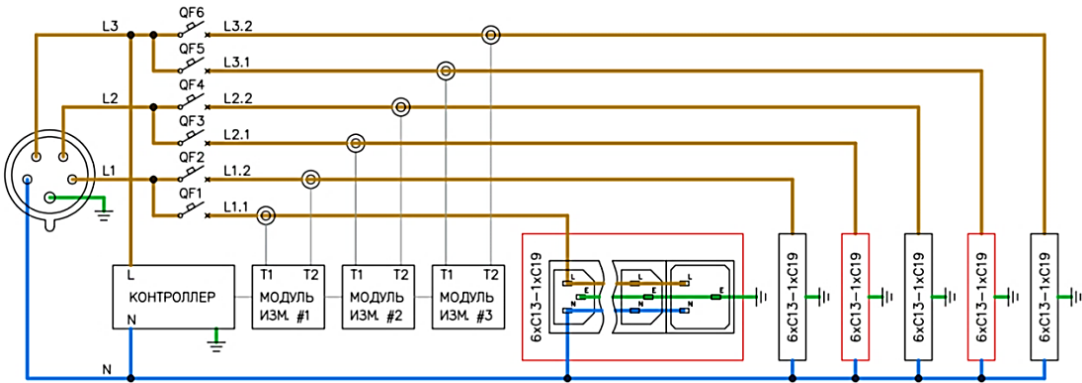 L3 QF6 L3.2
QF5 L3.1
L2 QF4 L2.2
QF3 L2.1
L1 QF2 L1.2
QF1 L1.1
L
КОНТРОЛЛЕР
N
T1 T2
МОДУЛЬ
ИЗМ. #1
T1 T2
МОДУЛЬ
ИЗМ. #2
T1 T2
МОДУЛЬ
ИЗМ. #3
6xC13-1xC19
L L L
E E E
N N N
6xC13-1xC19
6xC13-1xC19
6xC13-1xC19
6xC13-1xC19
6xC13-1xC19
N